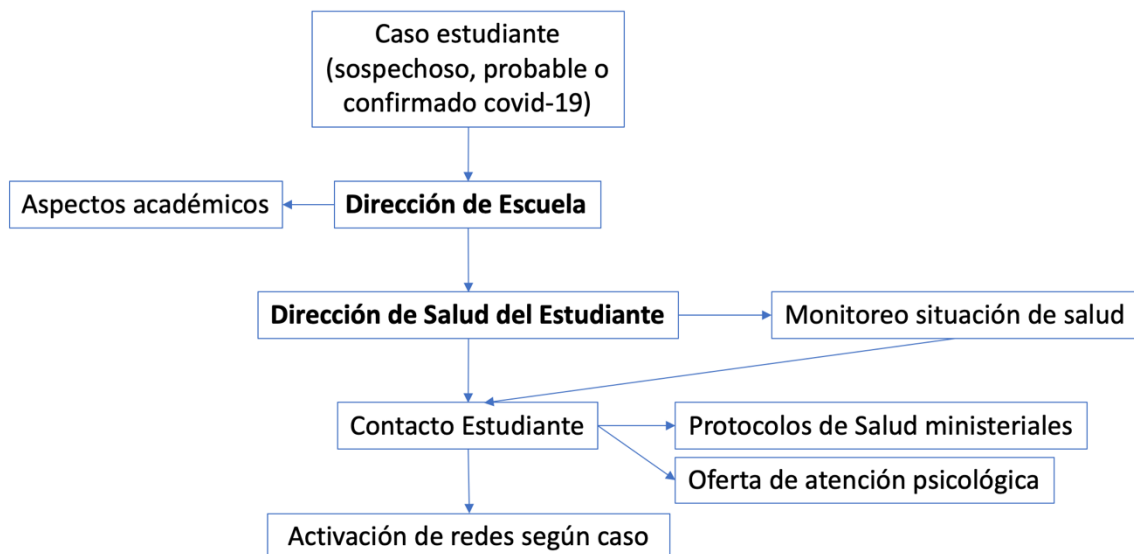 Caso estudiante
(sospechoso, probable o
confirmado covid-19)
Aspectos académicos
Dirección de Escuela
Dirección de Salud del Estudiante
Monitoreo situación de salud
Contacto Estudiante
Protocolos de Salud ministeriales
Oferta de atención psicológica
Activación de redes según caso